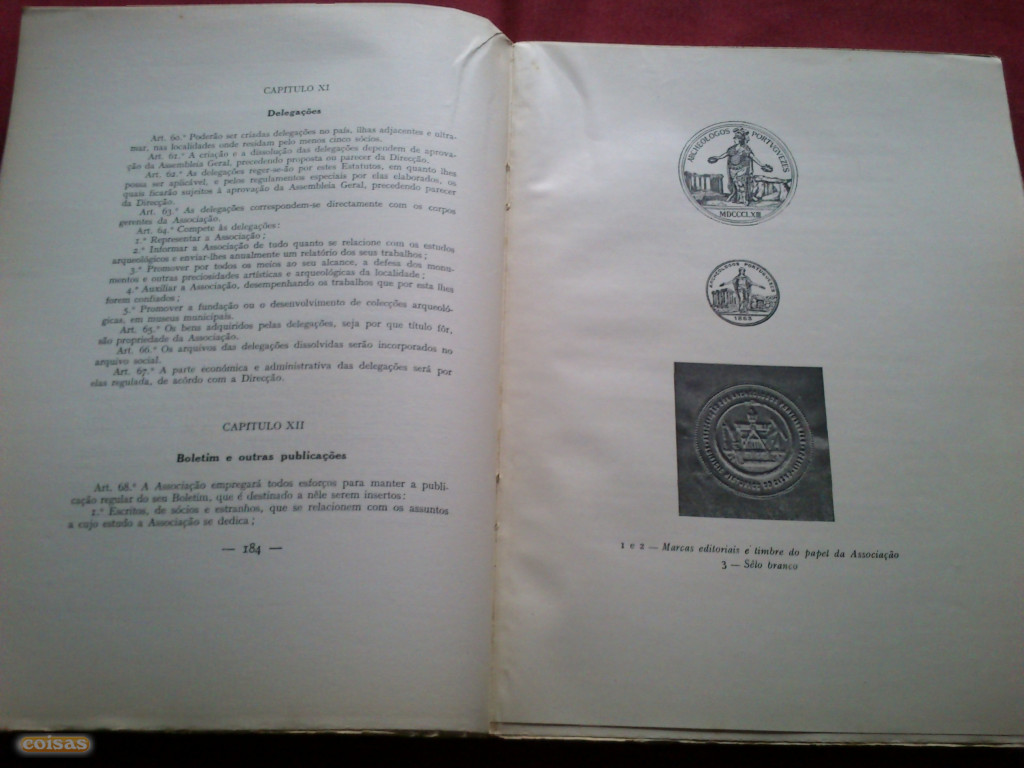 CAPITULO XI
Delegações
Art. 60.º Poderão ser criadas delegações no país, ilhas adjacentes e ultra-
mar, nas localidades onde residam pelo menos cinco sócios.
Art. 61.º A criação e a dissolução das delegações dependem de aprova-
ção da Assembleia Geral, precedendo proposta ou parecer da Direcção.
Art. 62.º As delegações reger-se-ão por estes Estatutos, em quanto lhes
possa ser aplicável, e pelos regulamentos especiais por elas elaborados, os
quais ficarão sujeitos à aprovação da Assembleia Geral, precedendo parecer
da Direcção.
Art. 63.º As delegações correspondem-se directamente com os corpos
gerentes da Associação.
Art. 64.º Compete às delegações:
1.º Representar a Associação;
2.º Informar a Associação de tudo quanto se relacione com os estudos
arqueológicos e enviar-lhes anualmente um relatório dos seus trabalhos;
3.º Promover por todos os meios ao seu alcance, a defesa dos monu-
mentos e outras preciosidades artísticas e arqueológicas da localidade;
4.º Auxiliar a Associação, desempenhando os trabalhos que por esta lhes
forem confiados;
5.º Promover a fundação ou o desenvolvimento de colecções arqueoló-
gicas, em museus municipais.
Art. 65.º Os bens adquiridos pelas delegações, seja por que título fôr,
são propriedade da Associação.
Art. 66.º Os arquivos das delegações dissolvidas serão incorporados no
arquivo social.
Art. 67.º A parte económica e administrativa das delegações será por
elas regulada, de acôrdo com a Direcção.
CAPITULO XII
Boletim e outras publicações
Art. 68.º A Associação empregará todos esforços para manter a publi-
cação regular do seu Boletim, que é destinado a nêle serem insertos:
1.º Escritos, de sócios e estranhos, que se relacionem com os assuntos
a cujo estudo a Associação se dedica;
— 184 —
ARCHEOLOGOS PORTVGVEZES
MDCCCLXIII
ARCHEOLOGOS PORTUGUEZES
1863
1 e 2 — Marcas editoriais e timbre do papel da Associação
3 — Sêlo branco
coisas